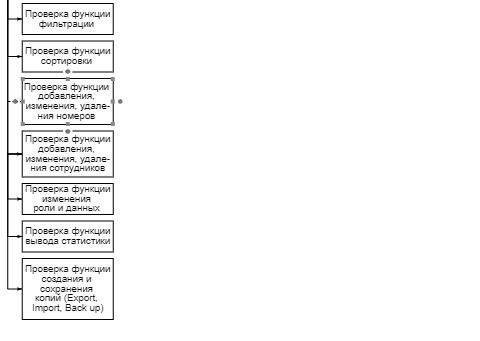 Проверка функции
фильтрации
Проверка функции
сортировки
Проверка функции
добавления,
изменения, удале-
ния номеров
Проверка функции
добавления,
изменения, удале-
ния сотрудников
Проверка функции
изменения
роли и данных
Проверка функции
вывода статистики
Проверка функции
создания и
сохранения
копий (Export,
Import, Back up)